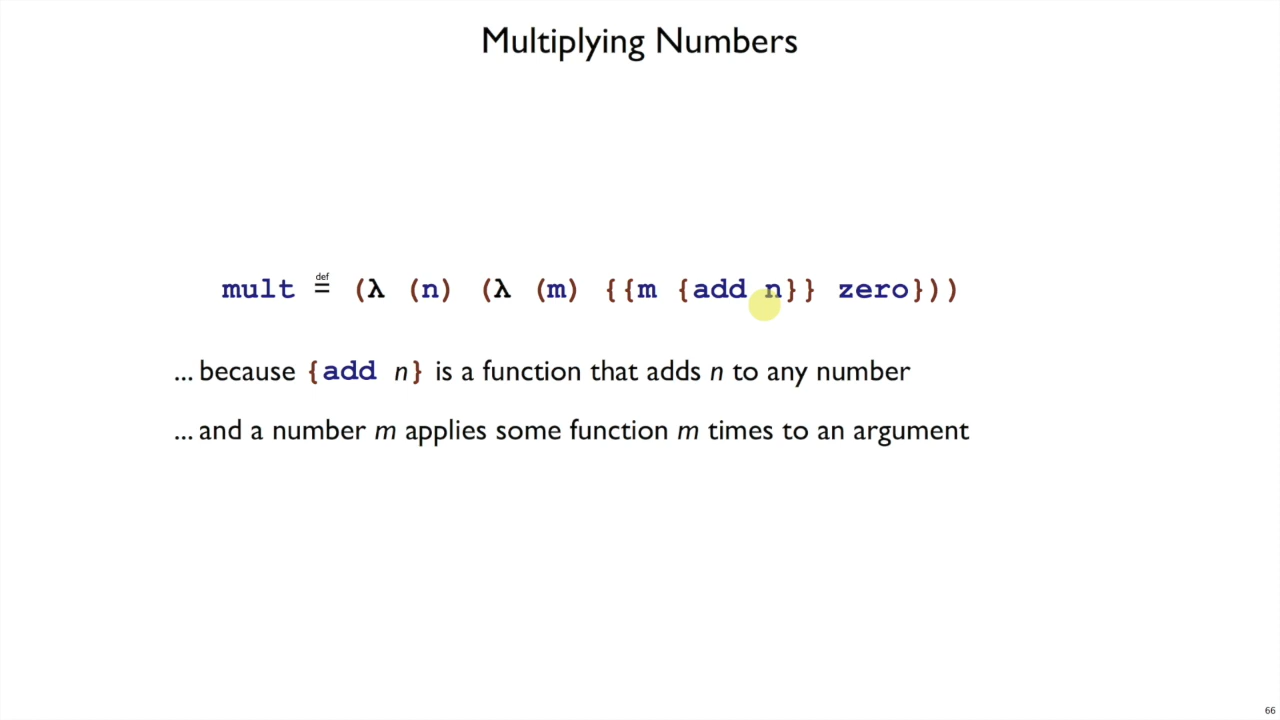 Multiplying Numbers
mult def= (λ (n) (λ (m) {{m {add n}} zero}))
... because {add n} is a function that adds n to any number
... and a number m applies some function m times to an argument
66